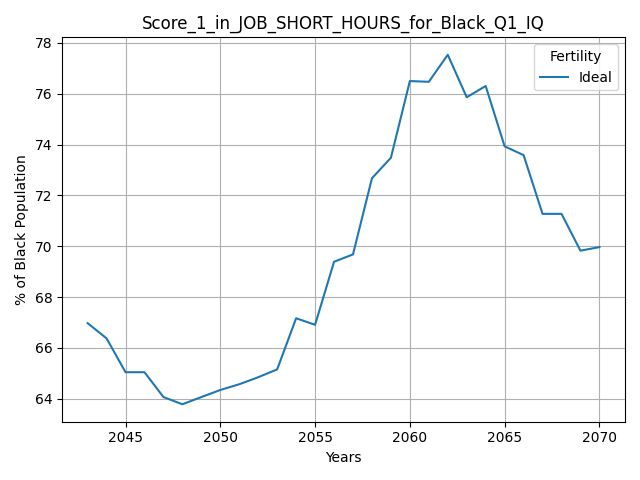 Score_1_in_JOB_SHORT_HOURS_for_Black_Q1_IQ
Fertility
Ideal
% of Black Population
78
76
74
72
70
68
66
64
2045
2050
2055
2060
2065
2070
Years